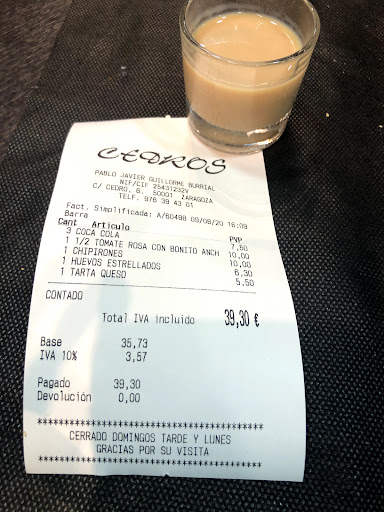 CEDROS
PABLO JAVIER GUILLORME BURRIAL
NIF/CIF 25431232V
C/ CEDRO, 6. 50001 ZARAGOZA
TELF. 976 39 43 01
Fact. Simplificada: A/60498 09/08/20 16:09
Barra
Cant Artículo PVP
3 COCA COLA 7,50
1 1/2 TOMATE ROSA CON BONITO ANCH 10,00
1 CHIPIRONES 10,00
1 HUEVOS ESTRELLADOS 6,30
1 TARTA QUESO 5,50
CONTADO
Total IVA incluido 39,30 €
Base 35,73
IVA 10% 3,57
Pagado 39,30
Devolución 0,00
****************************************
CERRADO DOMINGOS TARDE Y LUNES
GRACIAS POR SU VISITA
****************************************